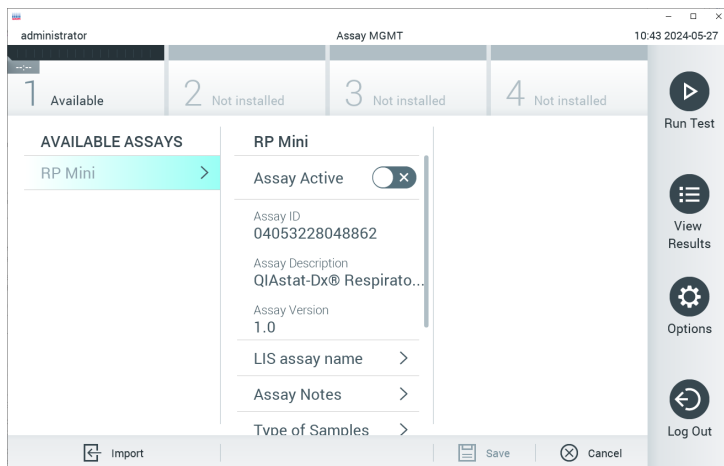 administrator
Assay MGMT
10:43 2024-05-27
--:--
1 Available
2 Not installed
3 Not installed
4 Not installed
AVAILABLE ASSAYS
RP Mini
RP Mini
Assay Active
Assay ID
04053228048862
Assay Description
QIAstat-Dx® Respirato...
Assay Version
1.0
LIS assay name
Assay Notes
Type of Samples
Run Test
View
Results
Options
Log Out
Import
Save
Cancel